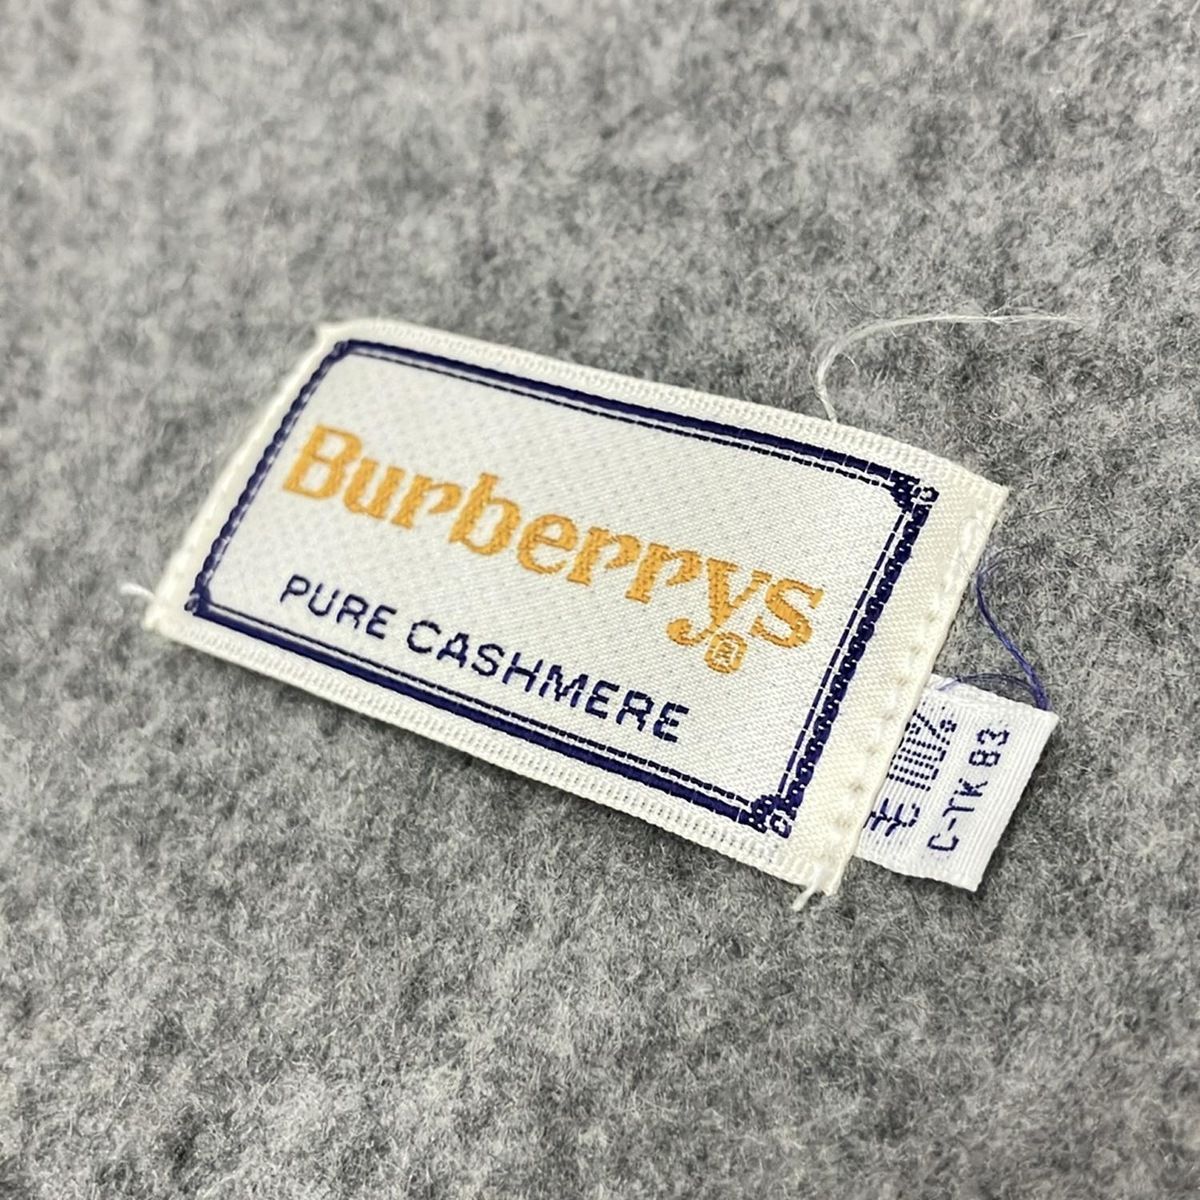 Burberrys®
PURE CASHMERE
毛 100%
C-TK 83